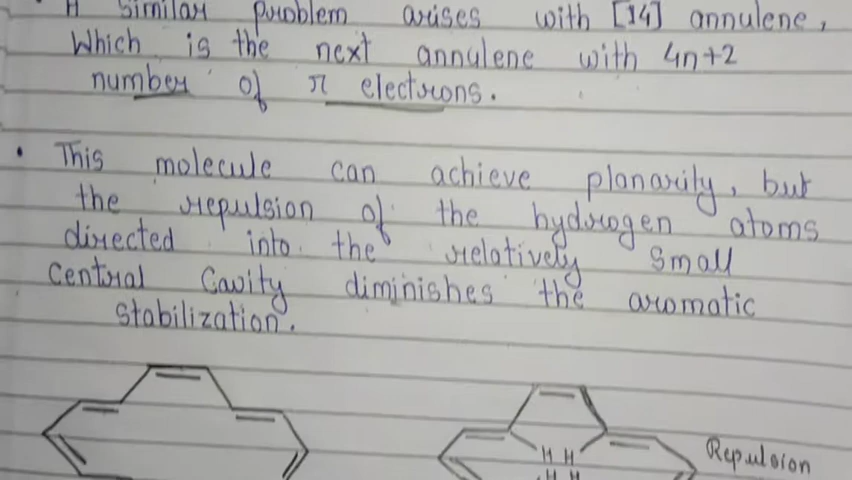 A similar problem arises with [14] annulene,
Which is the next annulene with 4n+2
number of π electrons.
• This molecule can achieve planarity, but
the repulsion of the hydrogen atoms
directed into the relatively small
Central Cavity diminishes the aromatic
stabilization.
Repulsion
H H
H H